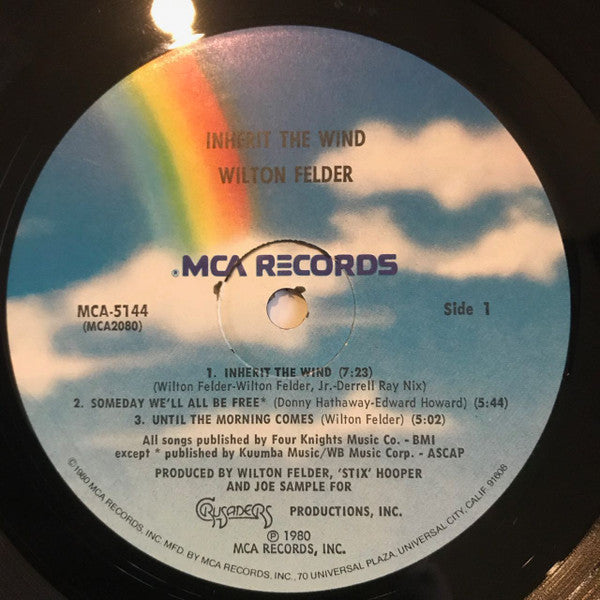 INHERIT THE WIND
WILTON FELDER
®MCA RECORDS
MCA-5144
(MCA2080)
Side 1
1. INHERIT THE WIND (7:23)
(Wilton Felder-Wilton Felder, Jr.-Derrell Ray Nix)
2. SOMEDAY WE'LL ALL BE FREE* (Donny Hathaway-Edward Howard) (5:44)
3. UNTIL THE MORNING COMES (Wilton Felder) (5:02)
All songs published by Four Knights Music Co. - BMI
except * published by Kuumba Music/WB Music Corp. - ASCAP
PRODUCED BY WILTON FELDER, 'STIX' HOOPER
AND JOE SAMPLE FOR
CRUSADERS PRODUCTIONS, INC.
℗ 1980
MCA RECORDS, INC.
©1980 MCA RECORDS, INC. MFD. BY MCA RECORDS, INC., 70 UNIVERSAL PLAZA, UNIVERSAL CITY, CALIF. 91608